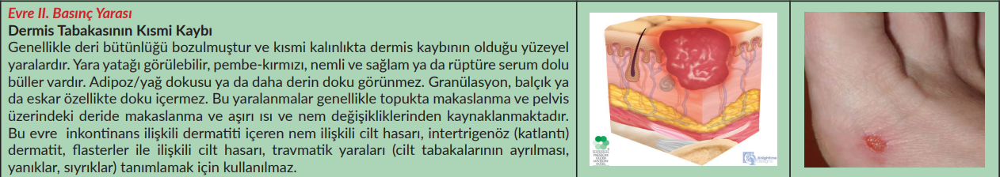 Evre II. Basınç Yarası
Dermis Tabakasının Kısmi Kaybı
Genellikle deri bütünlüğü bozulmuştur ve kısmi kalınlıkta dermis kaybının olduğu yüzeyel
yaralardır. Yara yatağı görülebilir, pembe-kırmızı, nemli ve sağlam ya da rüptüre serum dolu
büller vardır. Adipoz/yağ dokusu ya da daha derin doku görünmez. Granülasyon, balçık ya
da eskar özellikte doku içermez. Bu yaralanmalar genellikle topukta makaslanma ve pelvis
üzerindeki deride makaslanma ve aşırı ısı ve nem değişikliklerinden kaynaklanmaktadır.
Bu evre inkontinans ilişkili dermatiti içeren nem ilişkili cilt hasarı, intertrigenöz (katlantı)
dermatit, flasterler ile ilişkili cilt hasarı, travmatik yaraları (cilt tabakalarının ayrılması,
yanıklar, sıyrıklar) tanımlamak için kullanılmaz.
NATIONAL
PRESSURE
ULCER
ADVISORY
PANEL